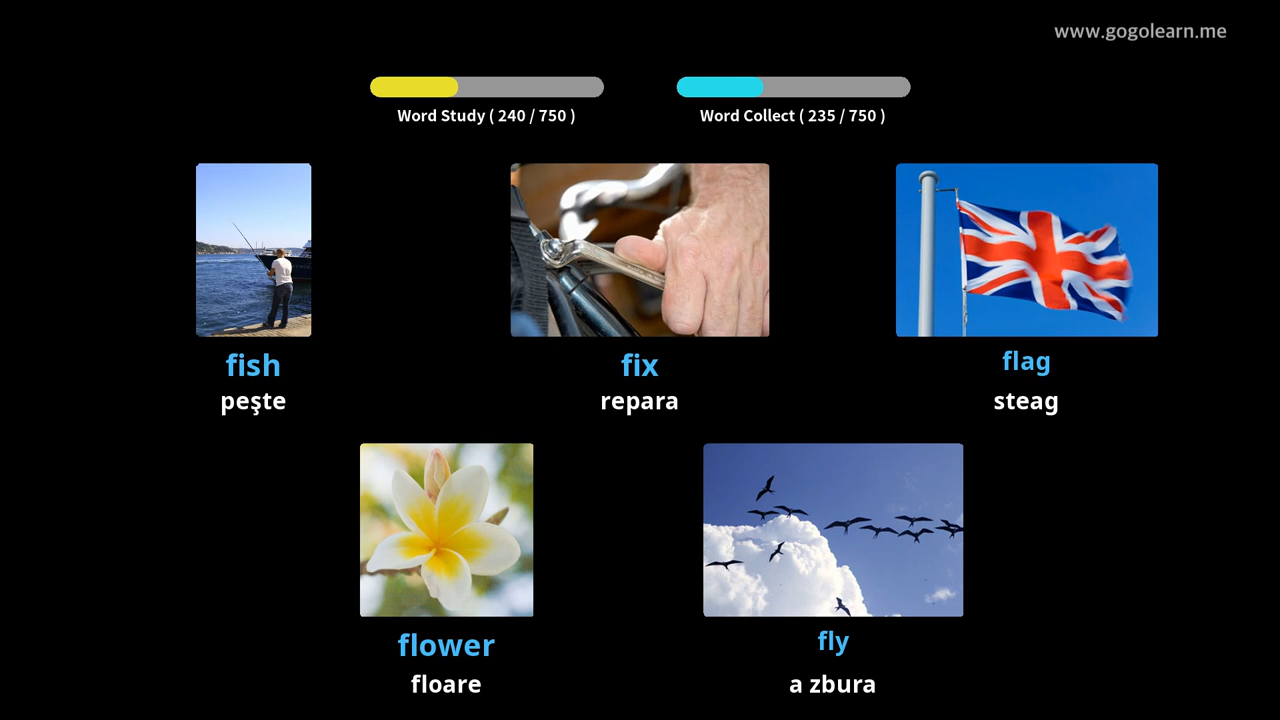 www.gogolearn.me
Word Study ( 240 / 750 )
Word Collect ( 235 / 750 )
fish
peşte
fix
repara
flag
steag
flower
floare
fly
a zbura